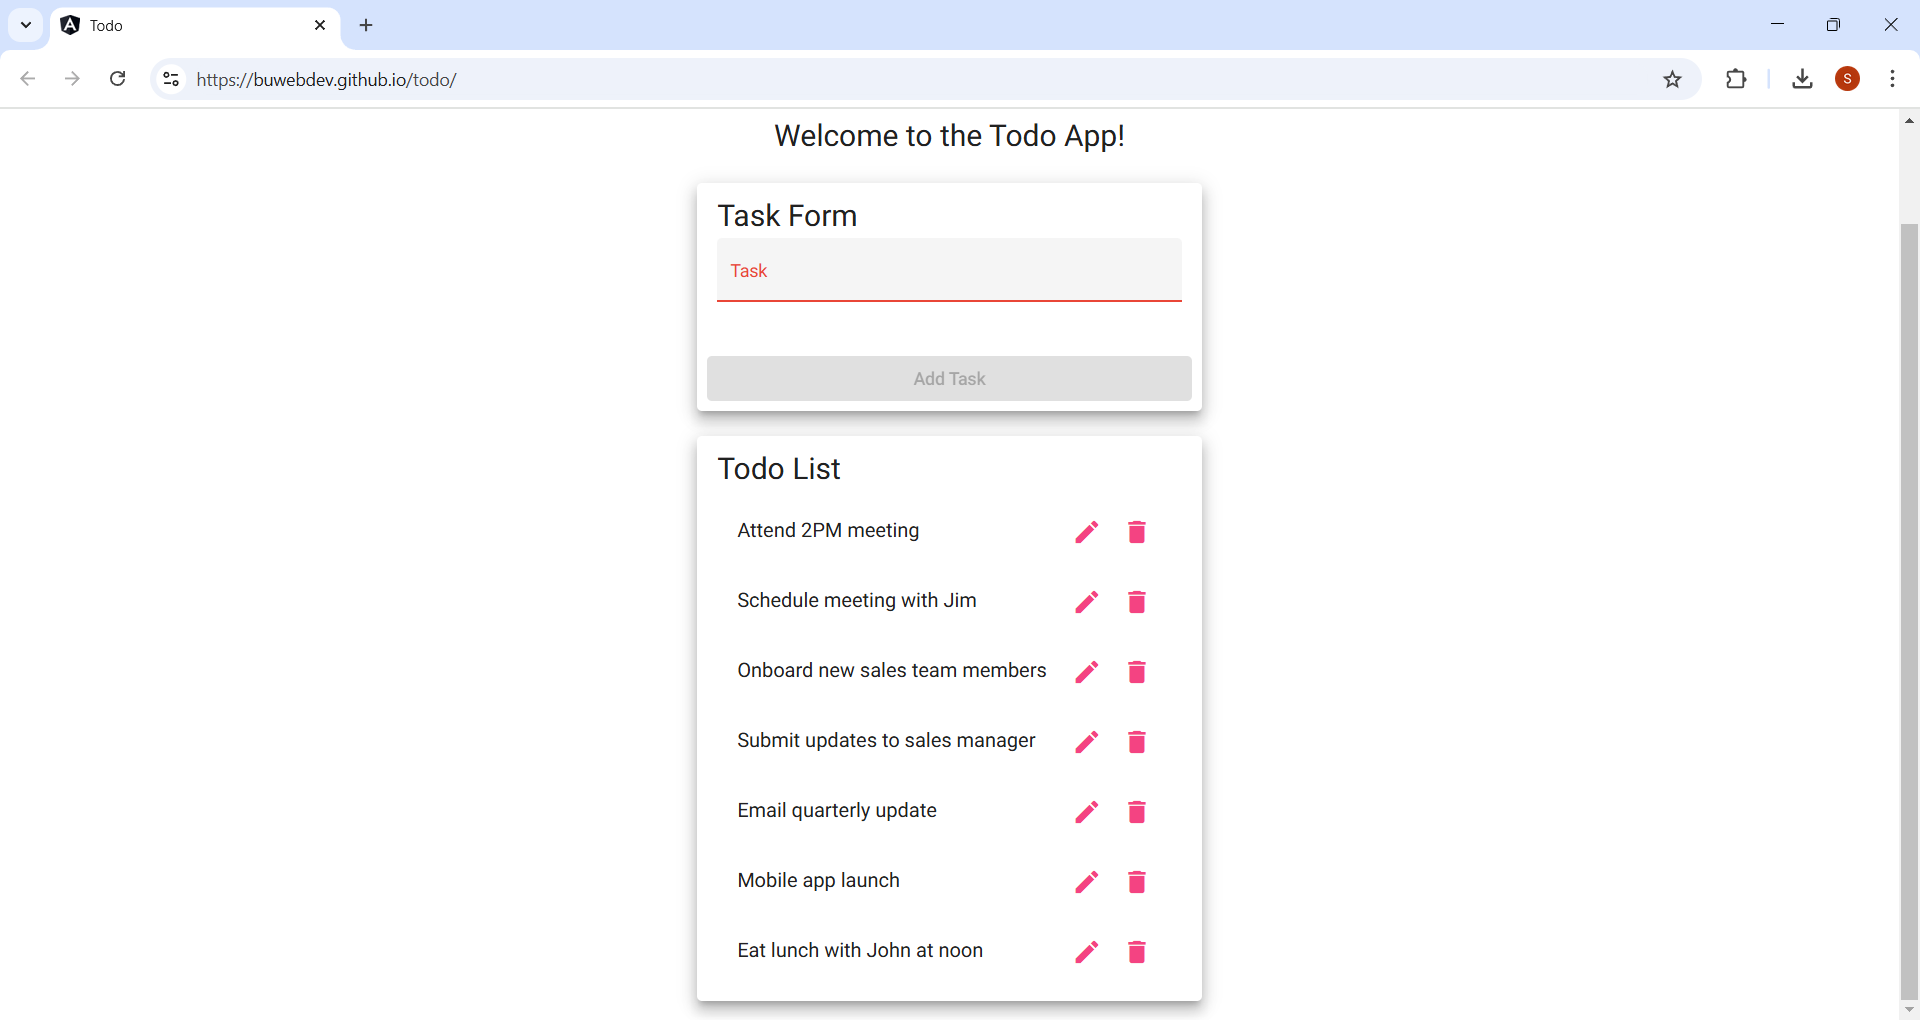 Todo
https://buwebdev.github.io/todo/
S
Welcome to the Todo App!
Task Form
Task
Add Task
Todo List
Attend 2PM meeting
Schedule meeting with Jim
Onboard new sales team members
Submit updates to sales manager
Email quarterly update
Mobile app launch
Eat lunch with John at noon